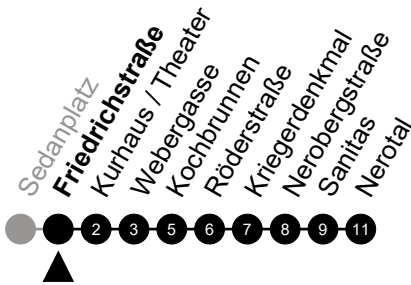 Sedanplatz
Friedrichstraße
Kurhaus / Theater
Webergasse
Kochbrunnen
Röderstraße
Kriegerdenkmal
Nerobergstraße
Sanitas
Nerotal
2 3 5 6 7 8 9 11